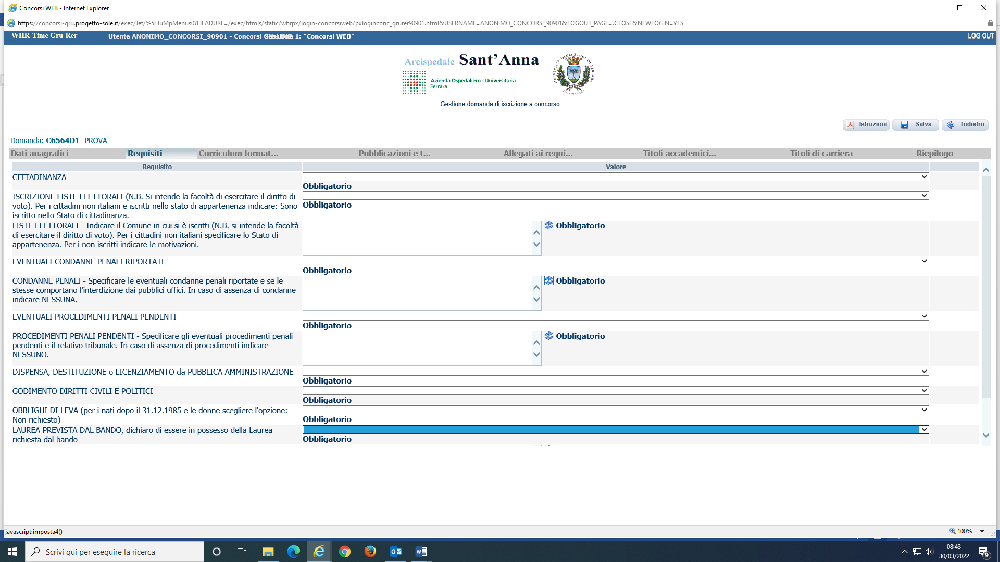 Concorsi WEB - Internet Explorer
https://concorsi-gru.progetto-sole.it/exec/Jet/%5EJuMpMenus0?HEADURL=/exec/htmls/static/whrpx/login-concorsiweb/pxloginconc_grurer90901.html&USERNAME=ANONIMO_CONCORSI_90901&LOGOUT_PAGE=.CLOSE&NEWLOGIN=YES
WHR-Time Gru-Rer
Utente ANONIMO_CONCORSI_90901 - Concorsi ON-LINE
Sessione 1: "Concorsi WEB"
LOG OUT
Arcispedale Sant'Anna
Azienda Ospedaliero - Universitaria
Ferrara
Gestione domanda di iscrizione a concorso
Istruzioni Salva Indietro
Domanda: C6564D1- PROVA
Dati anagrafici Requisiti Curriculum format... Pubblicazioni e t... Allegati ai requi... Titoli accademici... Titoli di carriera Riepilogo
Requisito Valore
CITTADINANZA
Obbligatorio
ISCRIZIONE LISTE ELETTORALI (N.B. Si intende la facoltà di esercitare il diritto di
voto). Per i cittadini non italiani e iscritti nello stato di appartenenza indicare: Sono
iscritto nello Stato di cittadinanza.
Obbligatorio
LISTE ELETTORALI - Indicare il Comune in cui si è iscritti (N.B. si intende la facoltà
di esercitare il diritto di voto). Per i cittadini non italiani specificare lo Stato di
appartenenza. Per i non iscritti indicare le motivazioni.
Obbligatorio
EVENTUALI CONDANNE PENALI RIPORTATE
Obbligatorio
CONDANNE PENALI - Specificare le eventuali condanne penali riportate e se le
stesse comportano l'interdizione dai pubblici uffici. In caso di assenza di condanne
indicare NESSUNA.
Obbligatorio
EVENTUALI PROCEDIMENTI PENALI PENDENTI
Obbligatorio
PROCEDIMENTI PENALI PENDENTI - Specificare gli eventuali procedimenti penali
pendenti e il relativo tribunale. In caso di assenza di procedimenti indicare
NESSUNO.
Obbligatorio
DISPENSA, DESTITUZIONE o LICENZIAMENTO da PUBBLICA AMMINISTRAZIONE
Obbligatorio
GODIMENTO DIRITTI CIVILI E POLITICI
Obbligatorio
OBBLIGHI DI LEVA (per i nati dopo il 31.12.1985 e le donne scegliere l'opzione:
Non richiesto)
Obbligatorio
LAUREA PREVISTA DAL BANDO, dichiaro di essere in possesso della Laurea
richiesta dal bando
Obbligatorio
javascript:imposta4()
100%
Scrivi qui per eseguire la ricerca
08:43
30/03/2022
9